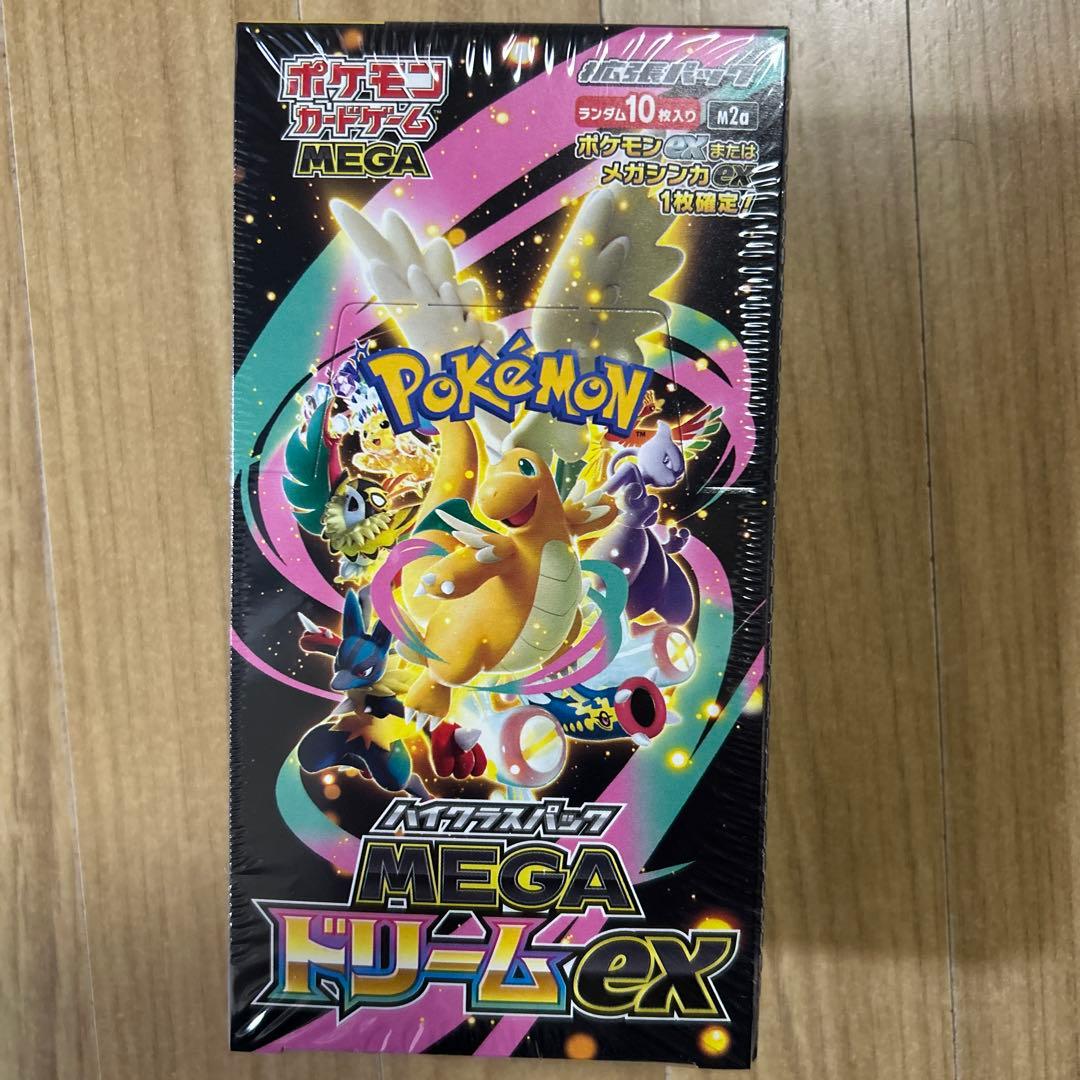 ポケモン
カードゲーム™
MEGA
拡張パック
ランダム10枚入り
M2a
ポケモンexまたは
メガシンカex
1枚確定!
POKéMON
™
ハイクラスパック
MEGA
ドリームex